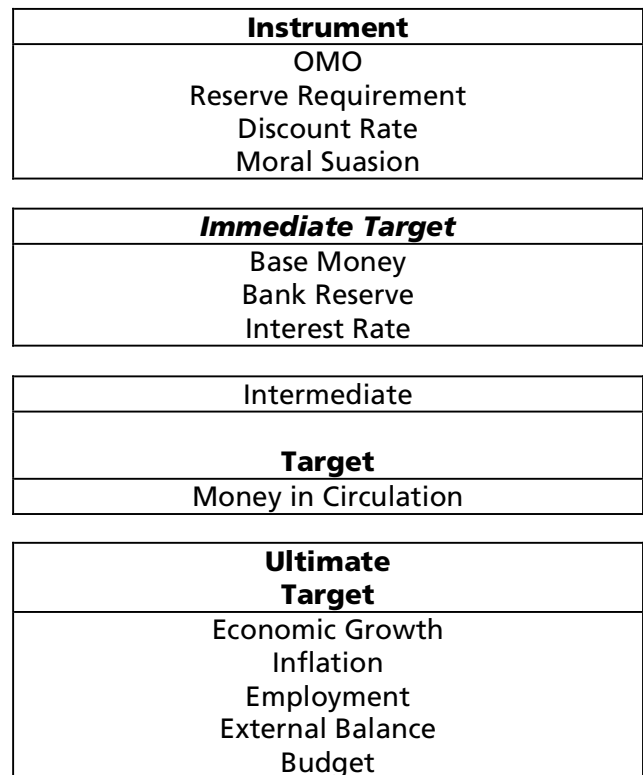 Instrument
OMO
Reserve Requirement
Discount Rate
Moral Suasion
Immediate Target
Base Money
Bank Reserve
Interest Rate
Intermediate
Target
Money in Circulation
Ultimate
Target
Economic Growth
Inflation
Employment
External Balance
Budget